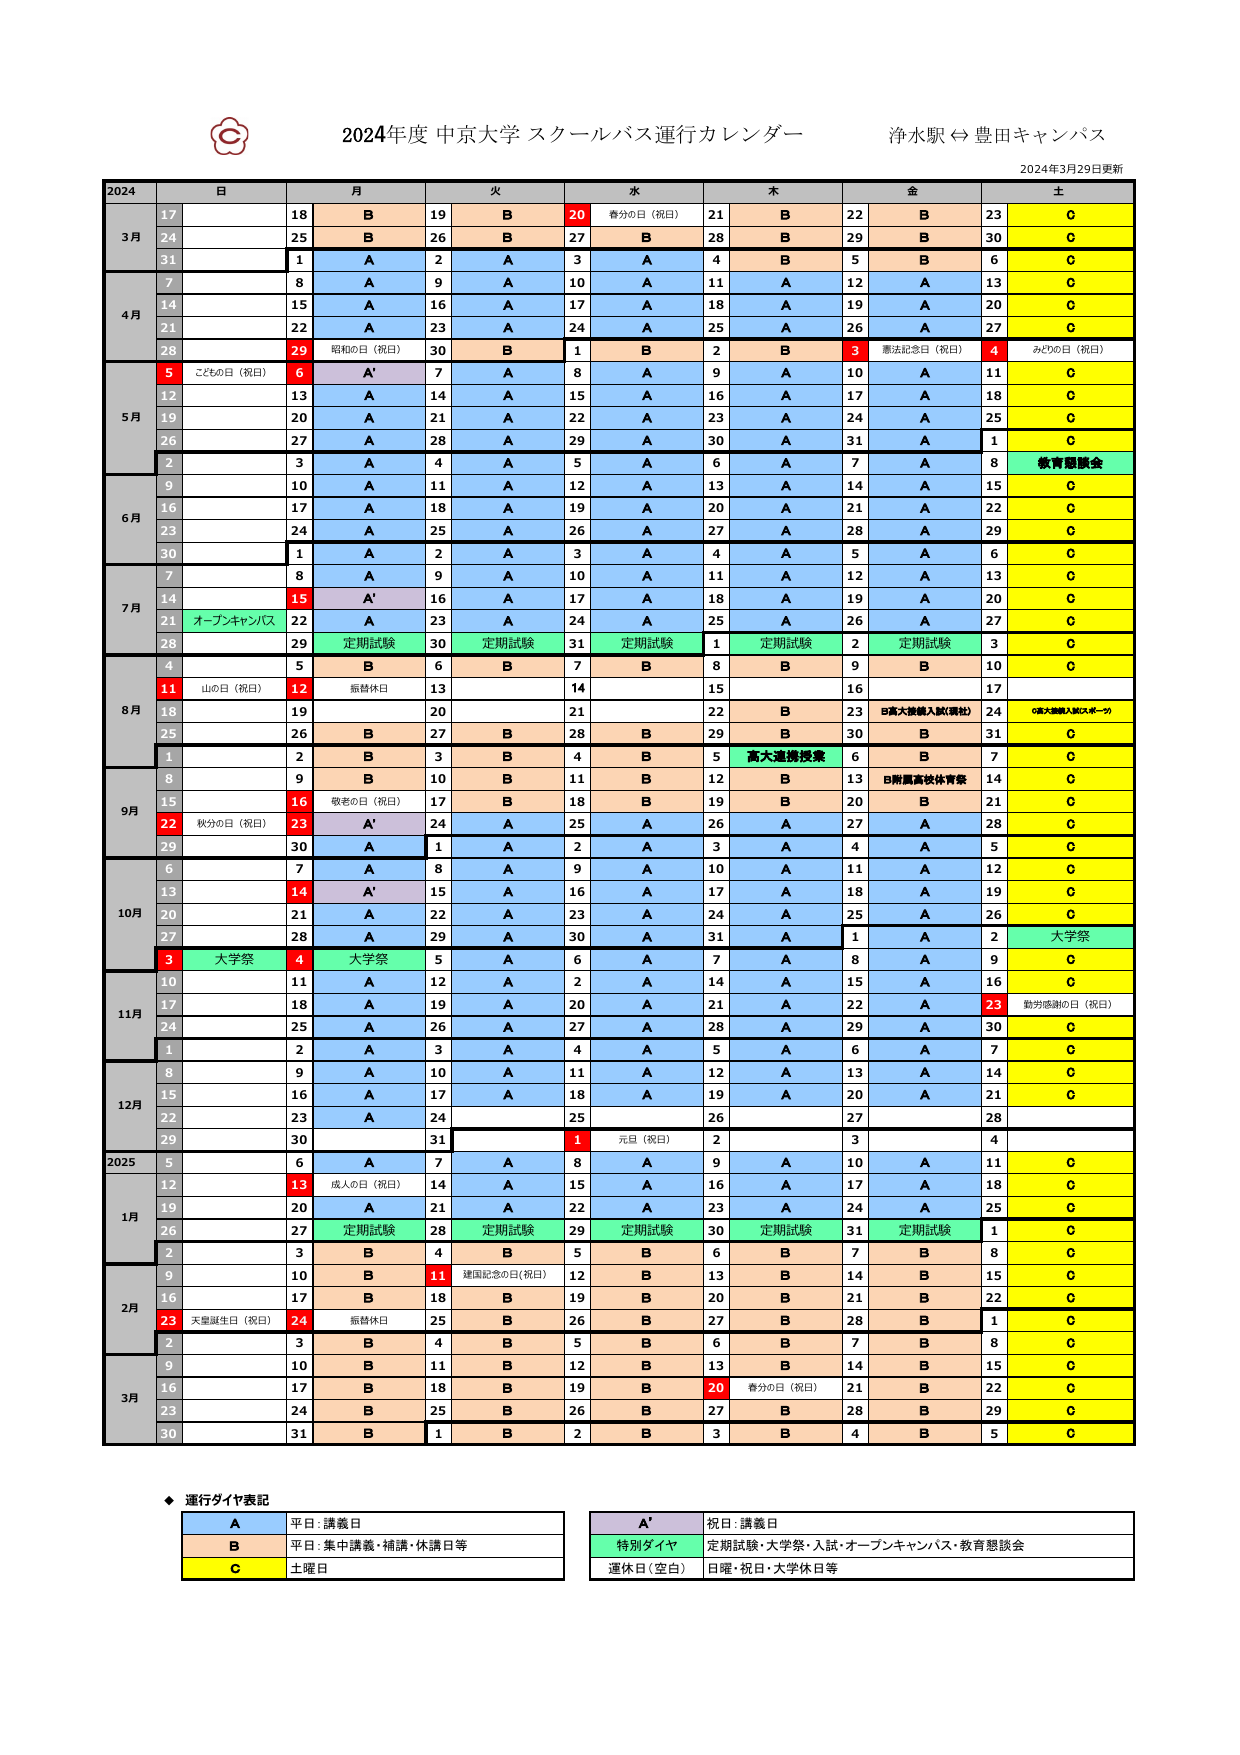 2024年度 中京大学 スクールバス運行カレンダー 浄水駅 ⇔ 豊田キャンパス
2024年3月29日更新
2024 日 月 火 水 木 金 土
3月
17 18 B 19 B 20 春分の日（祝日） 21 B 22 B 23 C
24 25 B 26 B 27 B 28 B 29 B 30 C
31 1 A 2 A 3 A 4 B 5 B 6 C
4月
7 8 A 9 A 10 A 11 A 12 A 13 C
14 15 A 16 A 17 A 18 A 19 A 20 C
21 22 A 23 A 24 A 25 A 26 A 27 C
28 29 昭和の日（祝日） 30 B 1 B 2 B 3 憲法記念日（祝日） 4 みどりの日（祝日）
5月
5 こどもの日（祝日） 6 A' 7 A 8 A 9 A 10 A 11 C
12 13 A 14 A 15 A 16 A 17 A 18 C
19 20 A 21 A 22 A 23 A 24 A 25 C
26 27 A 28 A 29 A 30 A 31 A 1 C
2 3 A 4 A 5 A 6 A 7 A 8 教育懇談会
6月
9 10 A 11 A 12 A 13 A 14 A 15 C
16 17 A 18 A 19 A 20 A 21 A 22 C
23 24 A 25 A 26 A 27 A 28 A 29 C
30 1 A 2 A 3 A 4 A 5 A 6 C
7月
7 8 A 9 A 10 A 11 A 12 A 13 C
14 15 A' 16 A 17 A 18 A 19 A 20 C
21 オープンキャンパス 22 A 23 A 24 A 25 A 26 A 27 C
28 29 定期試験 30 定期試験 31 定期試験 1 定期試験 2 定期試験 3 C
8月
4 5 B 6 B 7 B 8 B 9 B 10 C
11 山の日（祝日） 12 振替休日 13 14 15 16 17
18 19 20 21 22 B 23 B高大接続入試(現社) 24 C高大接続入試(スポーツ)
25 26 B 27 B 28 B 29 B 30 B 31 C
1 2 B 3 B 4 B 5 高大連携授業 6 B 7 C
9月
8 9 B 10 B 11 B 12 B 13 B附属高校体育祭 14 C
15 16 敬老の日（祝日） 17 B 18 B 19 B 20 B 21 C
22 秋分の日（祝日） 23 A' 24 A 25 A 26 A 27 A 28 C
29 30 A 1 A 2 A 3 A 4 A 5 C
10月
6 7 A 8 A 9 A 10 A 11 A 12 C
13 14 A' 15 A 16 A 17 A 18 A 19 C
20 21 A 22 A 23 A 24 A 25 A 26 C
27 28 A 29 A 30 A 31 A 1 A 2 大学祭
3 大学祭 4 大学祭 5 A 6 A 7 A 8 A 9 C
11月
10 11 A 12 A 2 A 14 A 15 A 16 C
17 18 A 19 A 20 A 21 A 22 A 23 勤労感謝の日（祝日）
24 25 A 26 A 27 A 28 A 29 A 30 C
1 2 A 3 A 4 A 5 A 6 A 7 C
12月
8 9 A 10 A 11 A 12 A 13 A 14 C
15 16 A 17 A 18 A 19 A 20 A 21 C
22 23 A 24 25 26 27 28
29 30 31 1 元旦（祝日） 2 3 4
2025 5 6 A 7 A 8 A 9 A 10 A 11 C
1月
12 13 成人の日（祝日） 14 A 15 A 16 A 17 A 18 C
19 20 A 21 A 22 A 23 A 24 A 25 C
26 27 定期試験 28 定期試験 29 定期試験 30 定期試験 31 定期試験 1 C
2 3 B 4 B 5 B 6 B 7 B 8 C
2月
9 10 B 11 建国記念の日(祝日） 12 B 13 B 14 B 15 C
16 17 B 18 B 19 B 20 B 21 B 22 C
23 天皇誕生日（祝日） 24 振替休日 25 B 26 B 27 B 28 B 1 C
2 3 B 4 B 5 B 6 B 7 B 8 C
3月
9 10 B 11 B 12 B 13 B 14 B 15 C
16 17 B 18 B 19 B 20 春分の日（祝日） 21 B 22 C
23 24 B 25 B 26 B 27 B 28 B 29 C
30 31 B 1 B 2 B 3 B 4 B 5 C
◆ 運行ダイヤ表記
A 平日：講義日
B 平日：集中講義・補講・休講日等
C 土曜日
A' 祝日：講義日
特別ダイヤ 定期試験・大学祭・入試・オープンキャンパス・教育懇談会
運休日（空白） 日曜・祝日・大学休日等